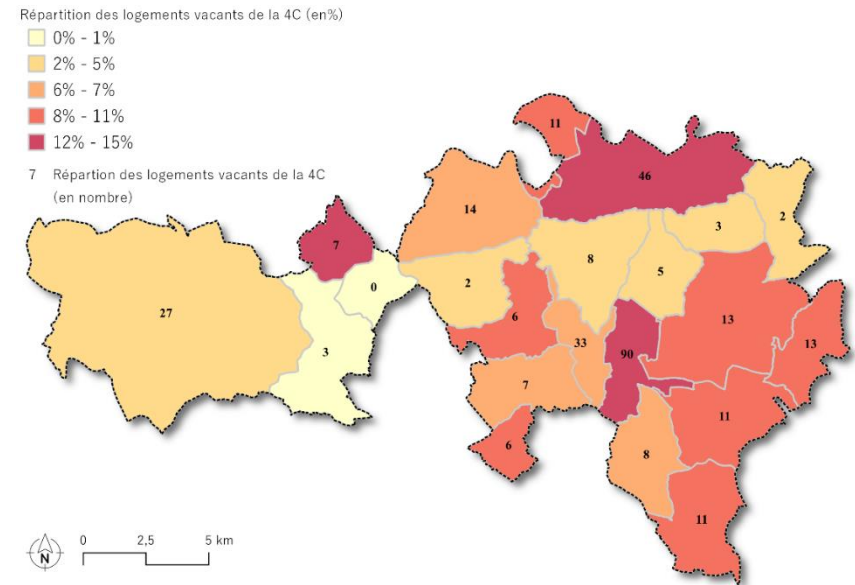 Répartition des logements vacants de la 4C (en%)
0% - 1%
2% - 5%
6% - 7%
8% - 11%
12% - 15%
7 Répartion des logements vacants de la 4C
(en nombre)
11
46
14
2
3
7
8
0
2
5
27
6
13
3
33
90
13
7
11
6
8
11
N
0 2,5 5 km